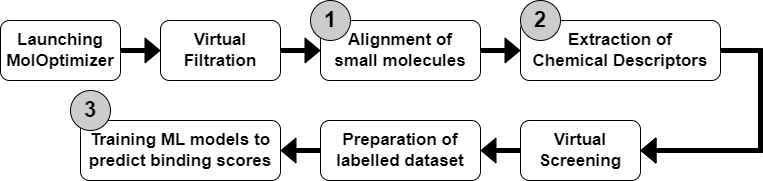 Launching
MolOptimizer
Virtual
Filtration
1
Alignment of
small molecules
2
Extraction of
Chemical Descriptors
Virtual
Screening
Preparation of
labelled dataset
3
Training ML models to
predict binding scores